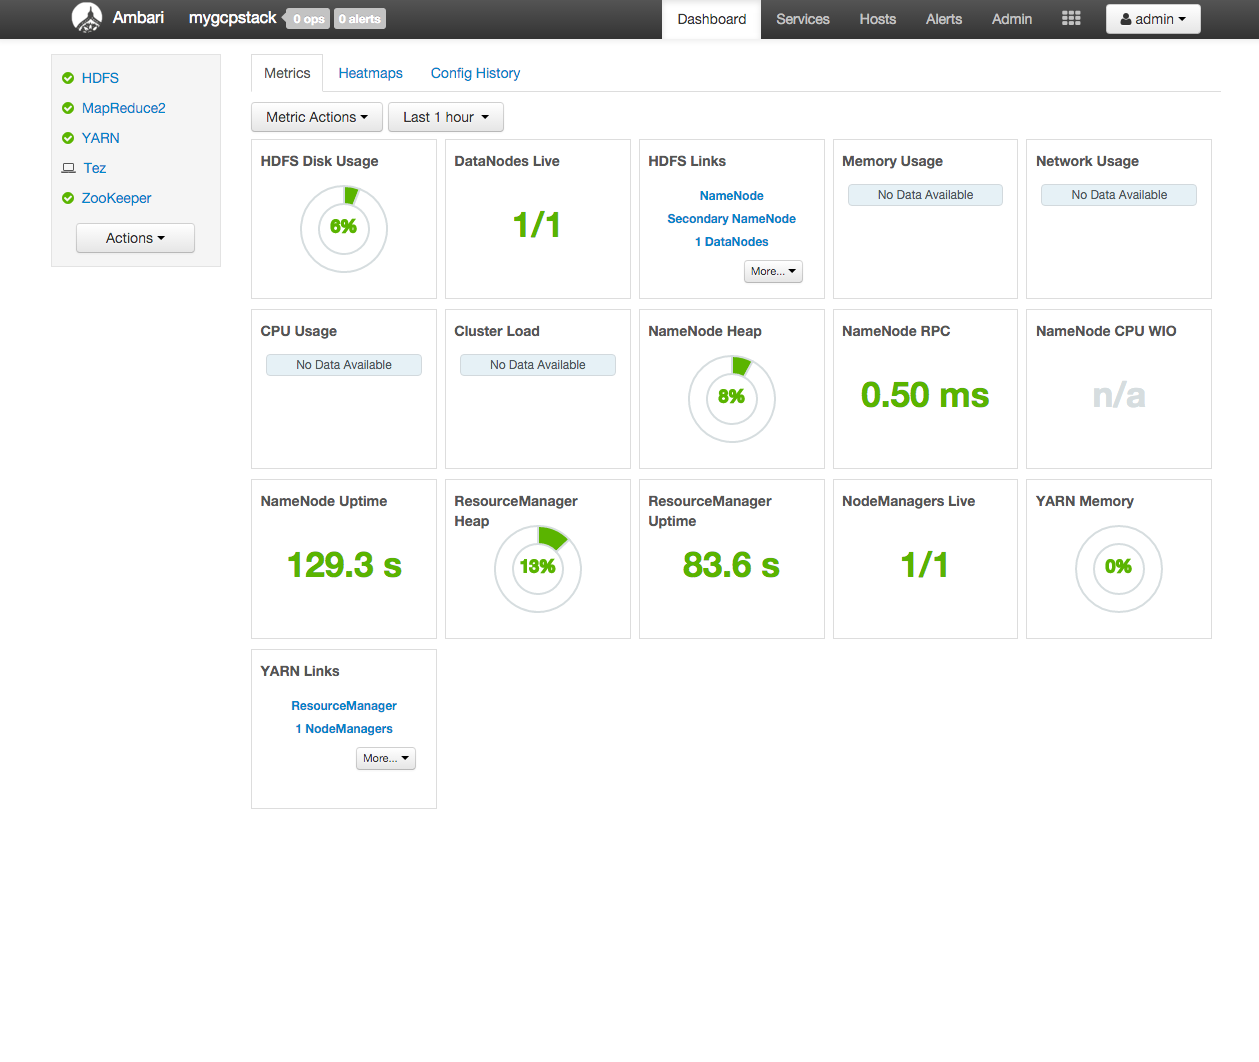 Ambari mygcpstack 0 ops 0 alerts Dashboard Services Hosts Alerts Admin admin
HDFS
MapReduce2
YARN
Tez
ZooKeeper
Actions
Metrics Heatmaps Config History
Metric Actions Last 1 hour
HDFS Disk Usage
6%
DataNodes Live
1/1
HDFS Links
NameNode
Secondary NameNode
1 DataNodes
More...
Memory Usage
No Data Available
Network Usage
No Data Available
CPU Usage
No Data Available
Cluster Load
No Data Available
NameNode Heap
8%
NameNode RPC
0.50 ms
NameNode CPU WIO
n/a
NameNode Uptime
129.3 s
ResourceManager
Heap
13%
ResourceManager
Uptime
83.6 s
NodeManagers Live
1/1
YARN Memory
0%
YARN Links
ResourceManager
1 NodeManagers
More...